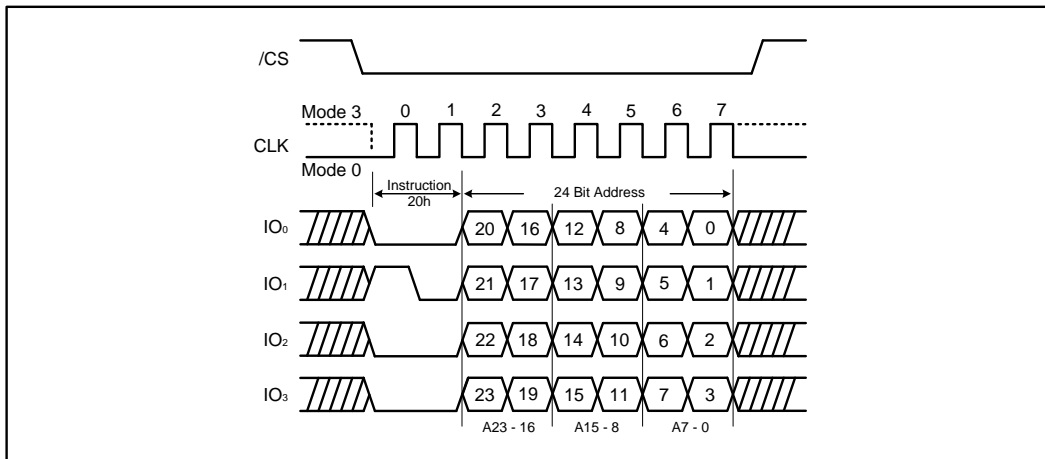 /CS
Mode 3 0 1 2 3 4 5 6 7
CLK
Mode 0
Instruction 20h
24 Bit Address
IO0 20 16 12 8 4 0
IO1 21 17 13 9 5 1
IO2 22 18 14 10 6 2
IO3 23 19 15 11 7 3
A23 - 16 A15 - 8 A7 - 0